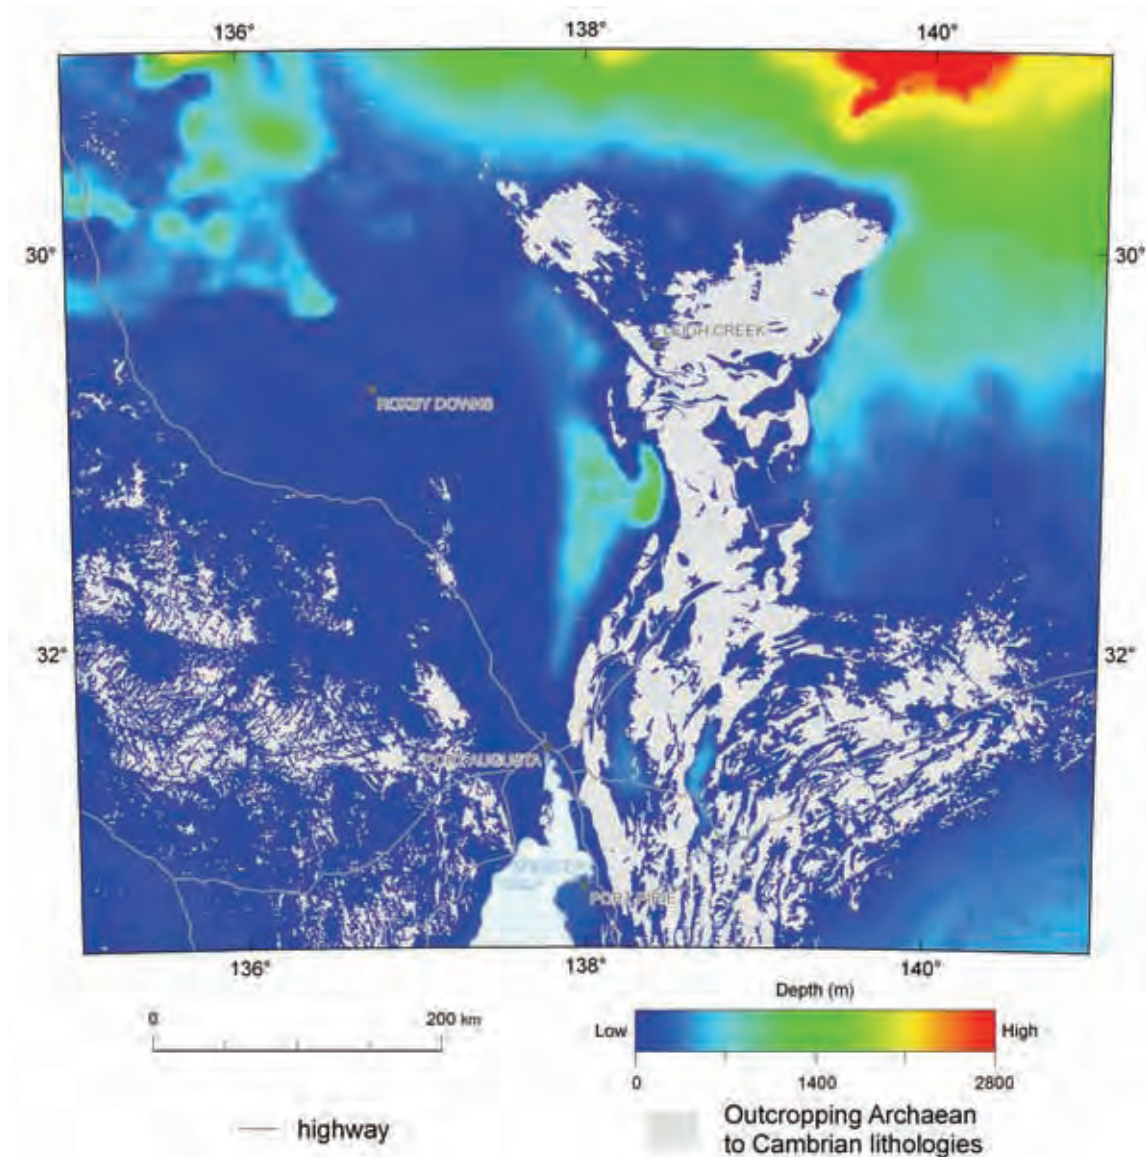 136° 138° 140°
30° 30°
LEIGH CREEK
ROXBY DOWNS
32° 32°
PORT AUGUSTA
PORT PIRIE
136° 138° 140°
Depth (m)
0 200 km
Low High
0 1400 2800
highway
Outcropping Archaean
to Cambrian lithologies